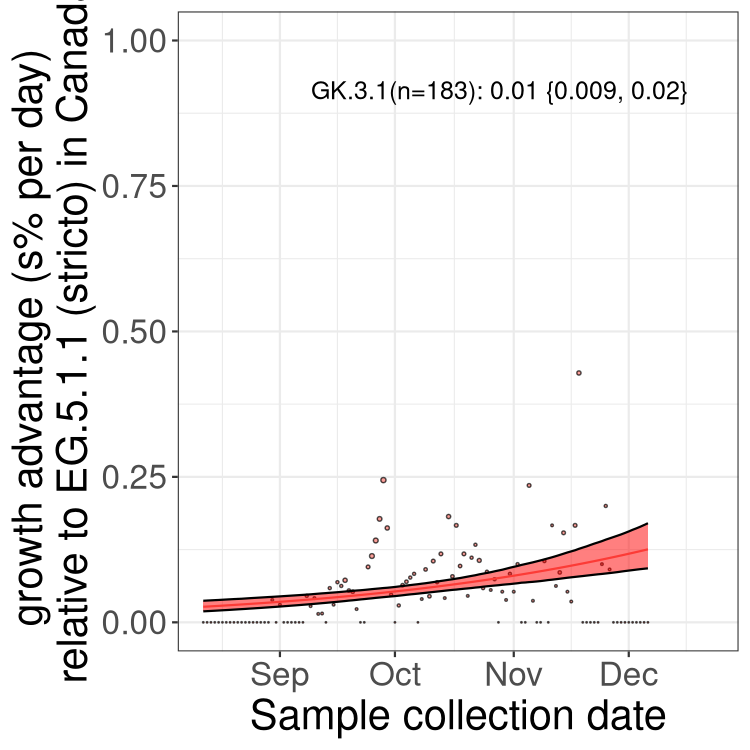 growth advantage (s% per day)
relative to EG.5.1.1 (stricto) in Canada
1.00
GK.3.1(n=183): 0.01 {0.009, 0.02}
0.75
0.50
0.25
0.00
Sep Oct Nov Dec
Sample collection date